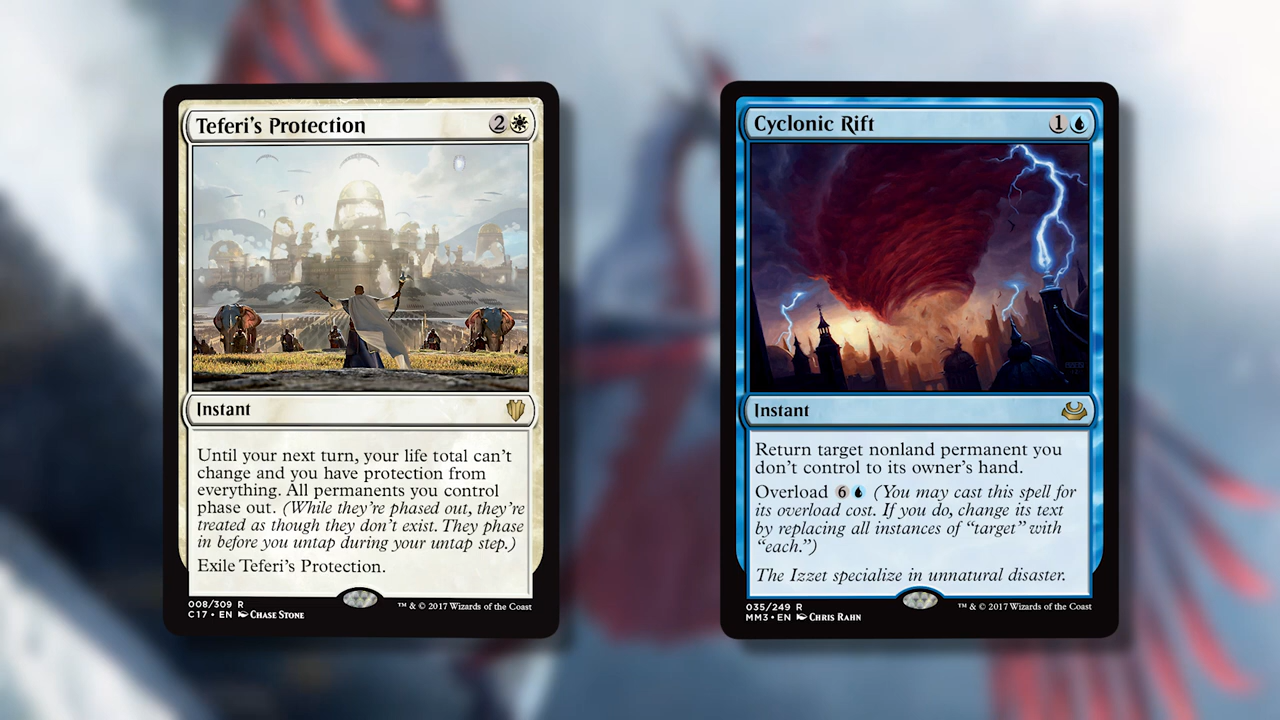 Teferi's Protection 2
Instant
Until your next turn, your life total can't
change and you have protection from
everything. All permanents you control
phase out. (While they're phased out, they're
treated as though they don't exist. They phase
in before you untap during your untap step.)
Exile Teferi's Protection.
008/309 R
C17 • EN Chase Stone
™ & © 2017 Wizards of the Coast
Cyclonic Rift 1
Instant
Return target nonland permanent you
don't control to its owner's hand.
Overload 6 (You may cast this spell for
its overload cost. If you do, change its text
by replacing all instances of “target” with
“each.”)
The Izzet specialize in unnatural disaster.
035/249 R
MM3 • EN Chris Rahn
™ & © 2017 Wizards of the Coast